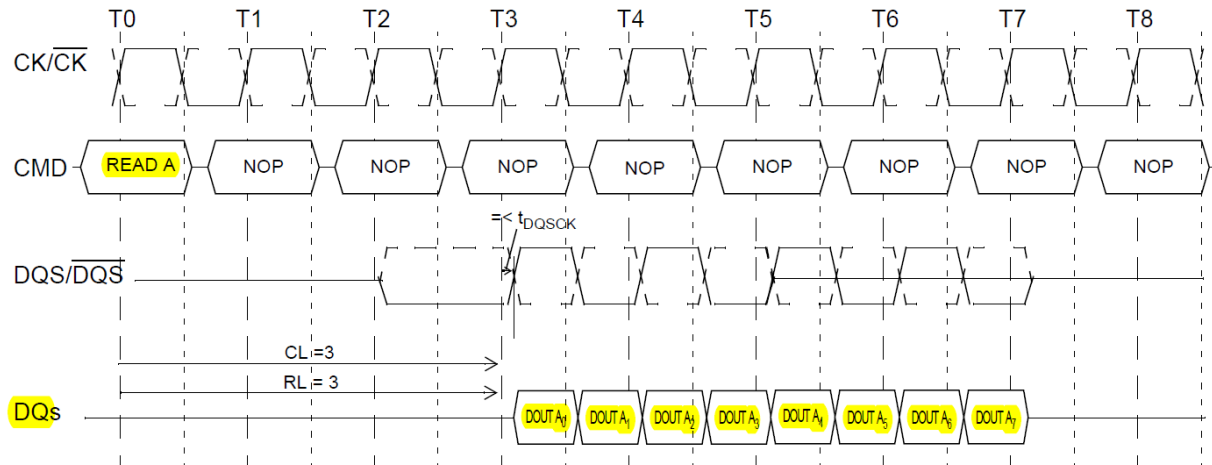 T0 T1 T2 T3 T4 T5 T6 T7 T8
CK/CK
CMD READ A NOP NOP NOP NOP NOP NOP NOP NOP
=< tDQSCK
DQS/DQS
CL =3
RL = 3
DQs DOUT A0 DOUT A1 DOUT A2 DOUT A3 DOUT A4 DOUT A5 DOUT A6 DOUT A7